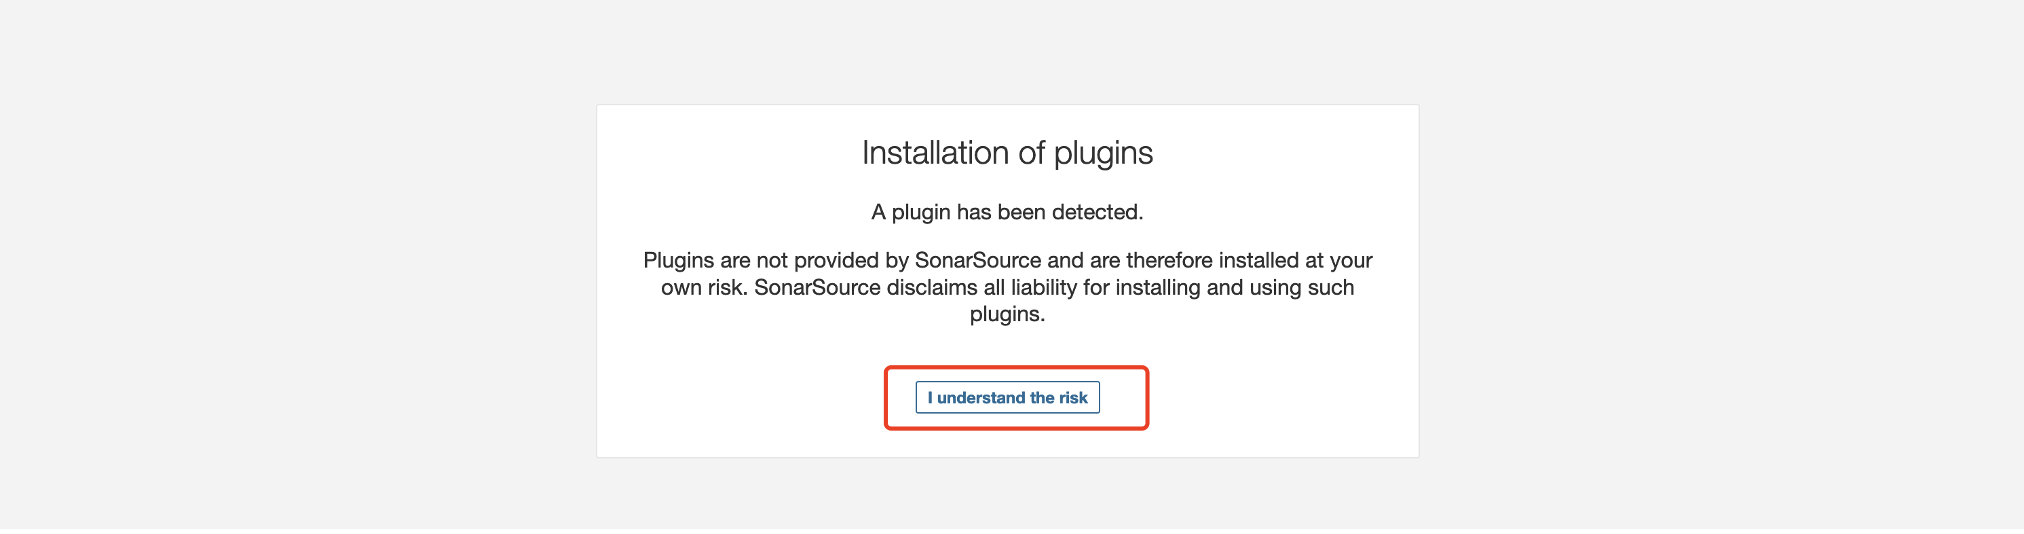 Installation of plugins
A plugin has been detected.
Plugins are not provided by SonarSource and are therefore installed at your
own risk. SonarSource disclaims all liability for installing and using such
plugins.
I understand the risk